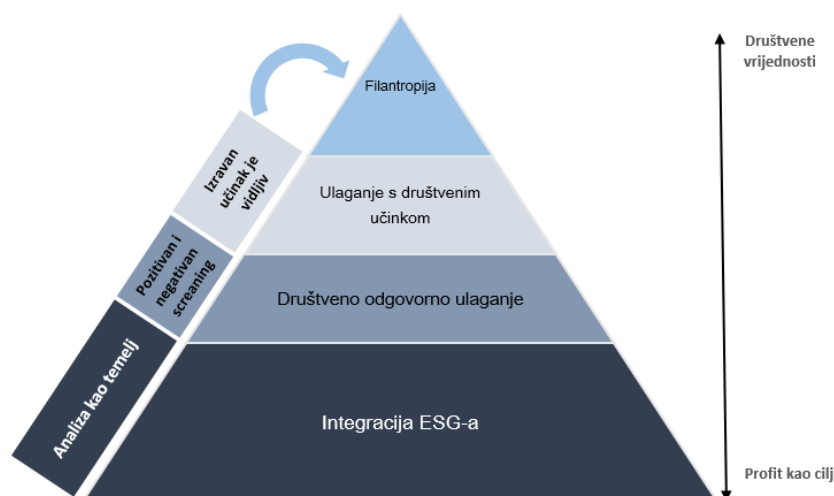 Društvene
vrijednosti
Filantropija
Izravan
učinak je
vidljiv
Ulaganje s društvenim
učinkom
Pozitivan i
negativan
screaning
Društveno odgovorno ulaganje
Analiza kao temelj
Integracija ESG-a
Profit kao cilj